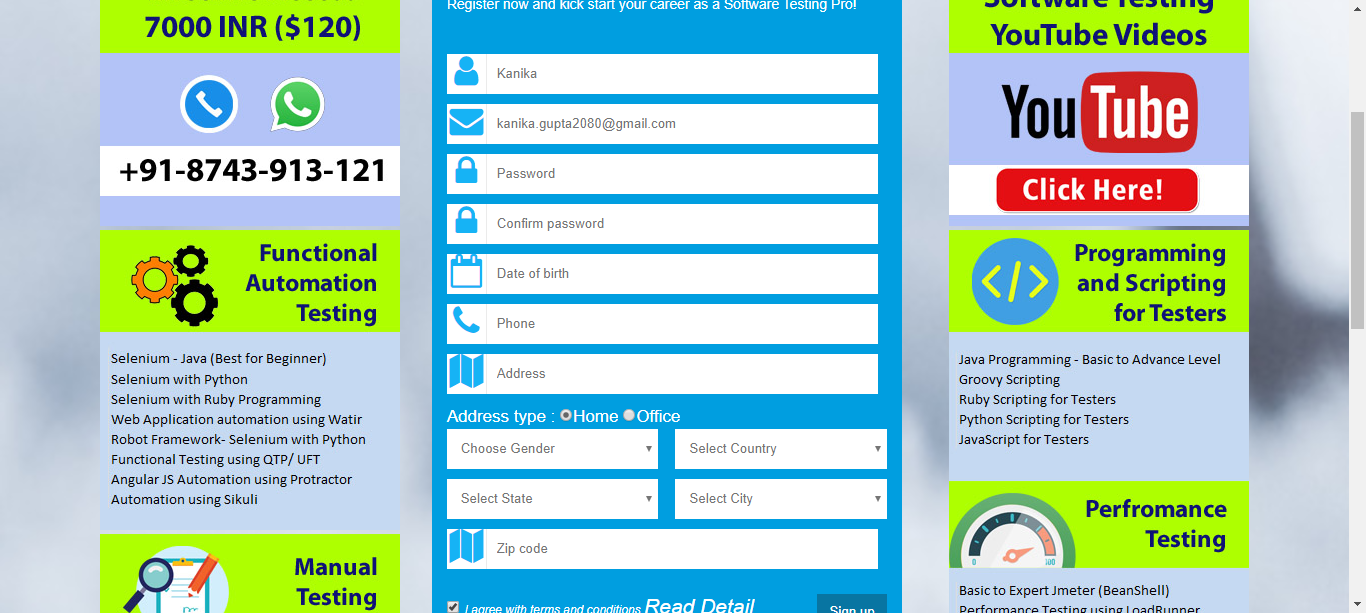 7000 INR ($120)
+91-8743-913-121
Functional
Automation
Testing
Selenium - Java (Best for Beginner)
Selenium with Python
Selenium with Ruby Programming
Web Application automation using Watir
Robot Framework- Selenium with Python
Functional Testing using QTP/ UFT
Angular JS Automation using Protractor
Automation using Sikuli
Manual
Testing
Register now and kick start your career as a Software Testing Pro!
Kanika
kanika.gupta2080@gmail.com
Password
Confirm password
Date of birth
Phone
Address
Address type : Home Office
Choose Gender
Select Country
Select State
Select City
Zip code
I agree with terms and conditions Read Detail
Sign up
Software Testing
YouTube Videos
YouTube
Click Here!
</>
Programming
and Scripting
for Testers
Java Programming - Basic to Advance Level
Groovy Scripting
Ruby Scripting for Testers
Python Scripting for Testers
JavaScript for Testers
Perfromance
Testing
0 100
Basic to Expert Jmeter (BeanShell)
Performance Testing using LoadRunner